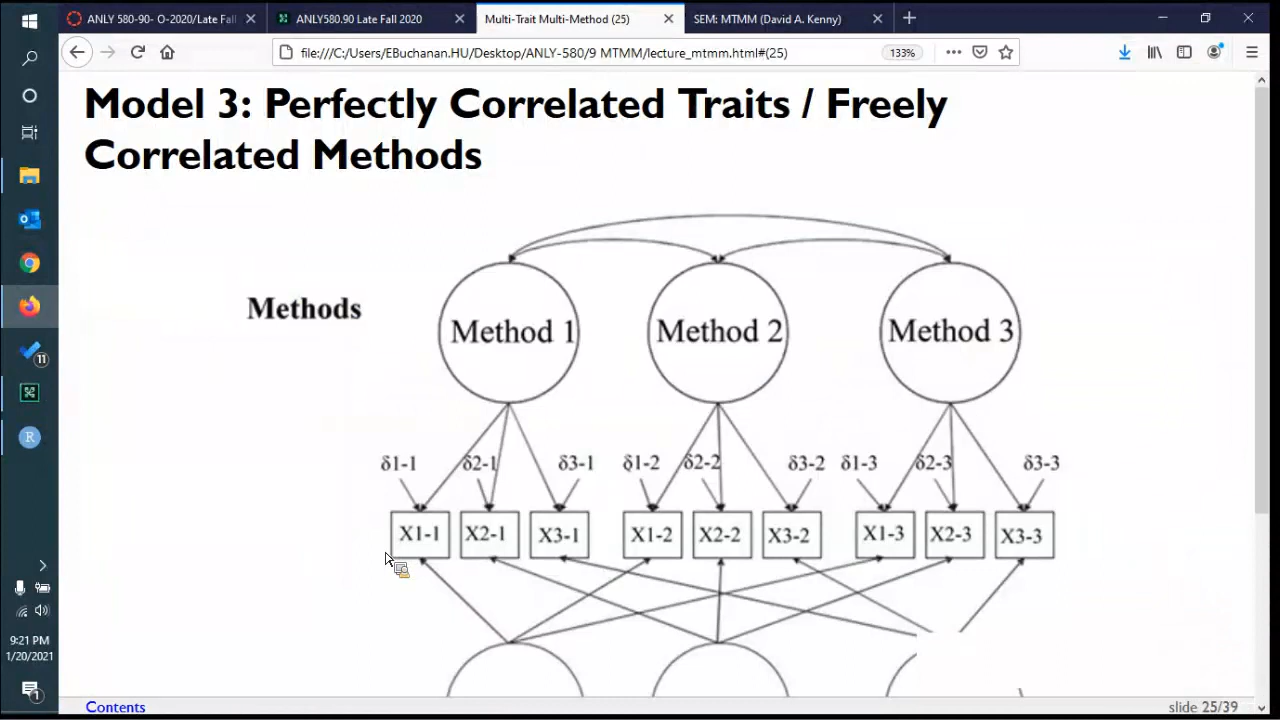 ANLY 580-90- O-2020/Late Fall
ANLY580.90 Late Fall 2020
Multi-Trait Multi-Method (25)
SEM: MTMM (David A. Kenny)
file:///C:/Users/EBuchanan.HU/Desktop/ANLY-580/9 MTMM/lecture_mtmm.html#(25)
133%
Model 3: Perfectly Correlated Traits / Freely
Correlated Methods
Methods
Method 1
Method 2
Method 3
δ1-1
δ2-1
δ3-1
δ1-2
δ2-2
δ3-2
δ1-3
δ2-3
δ3-3
X1-1
X2-1
X3-1
X1-2
X2-2
X3-2
X1-3
X2-3
X3-3
11
R
9:21 PM
1/20/2021
1
Contents
slide 25/39